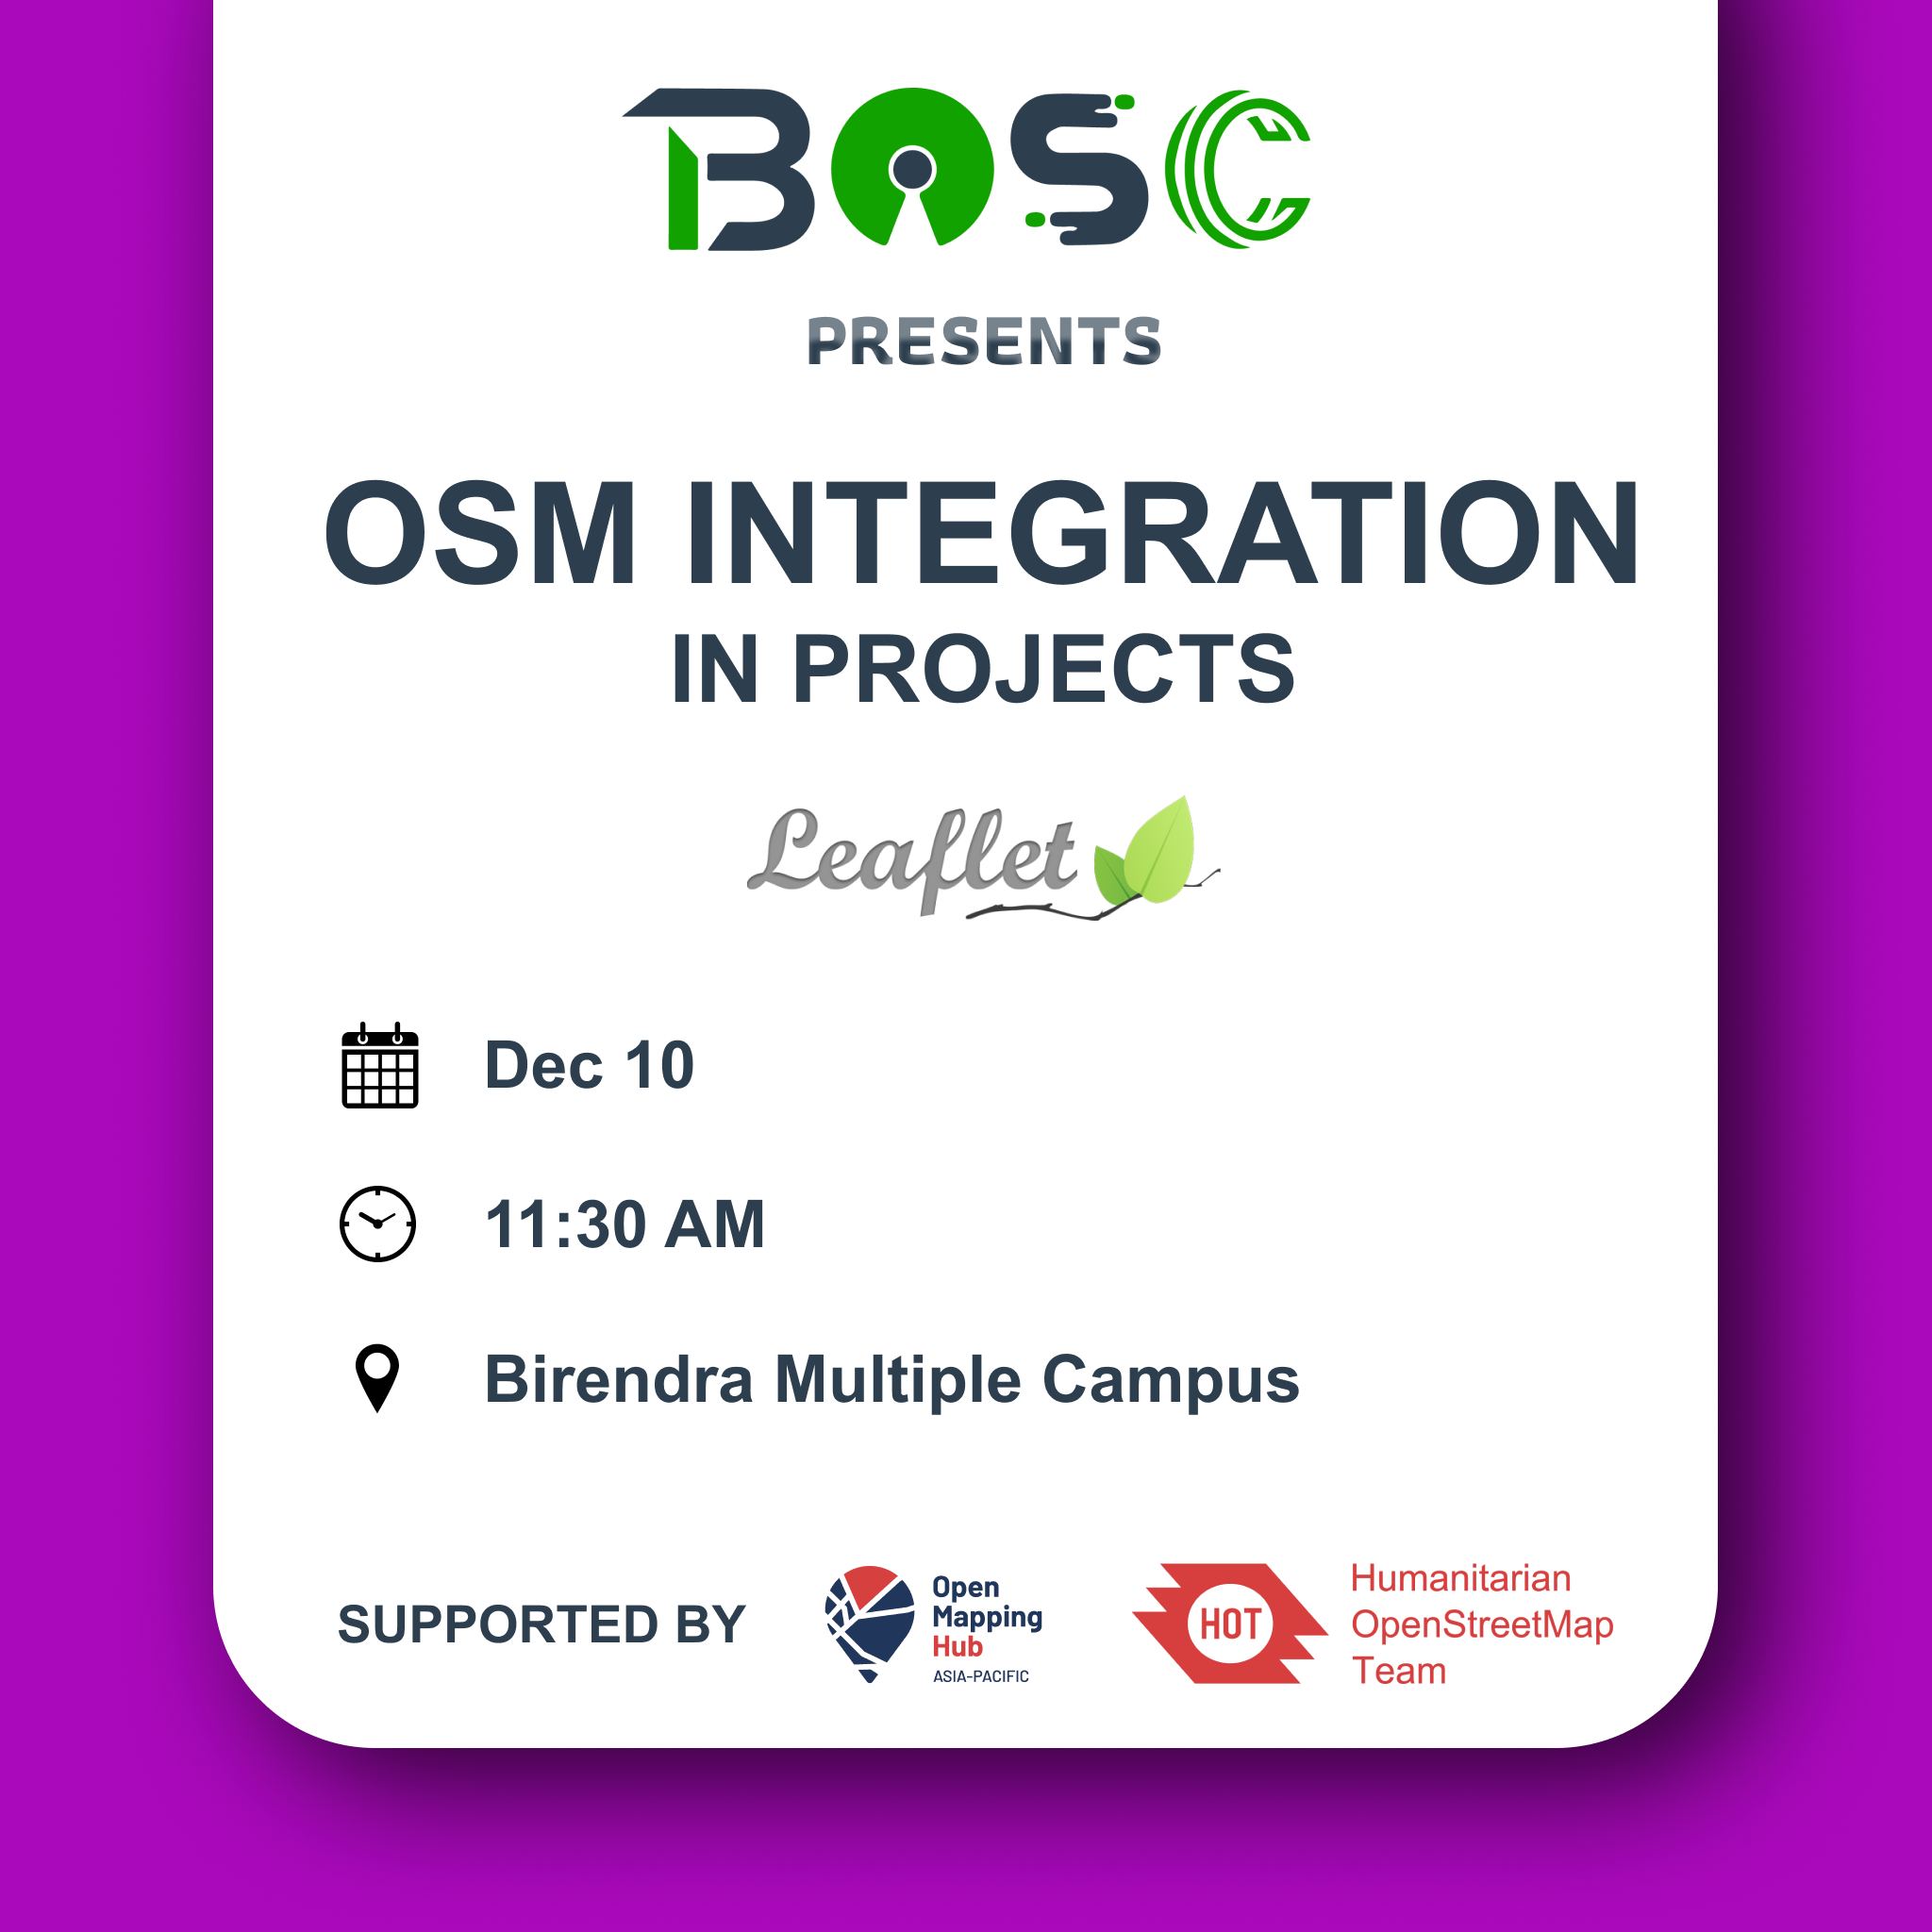 BOSC
PRESENTS
OSM INTEGRATION
IN PROJECTS
Leaflet
Dec 10
11:30 AM
Birendra Multiple Campus
SUPPORTED BY
Open
Mapping
Hub
ASIA-PACIFIC
HOT
Humanitarian
OpenStreetMap
Team